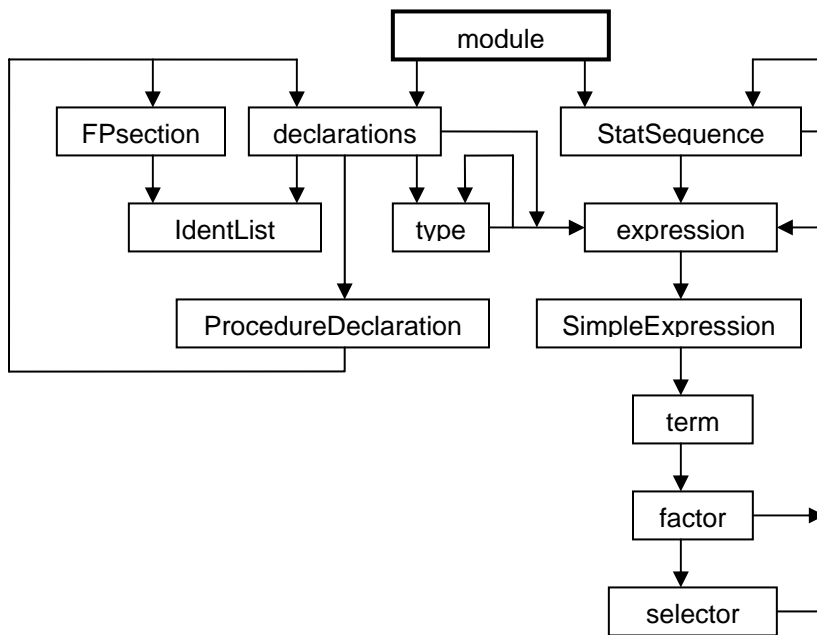 module
FPsection
declarations
StatSequence
IdentList
type
expression
ProcedureDeclaration
SimpleExpression
term
factor
selector